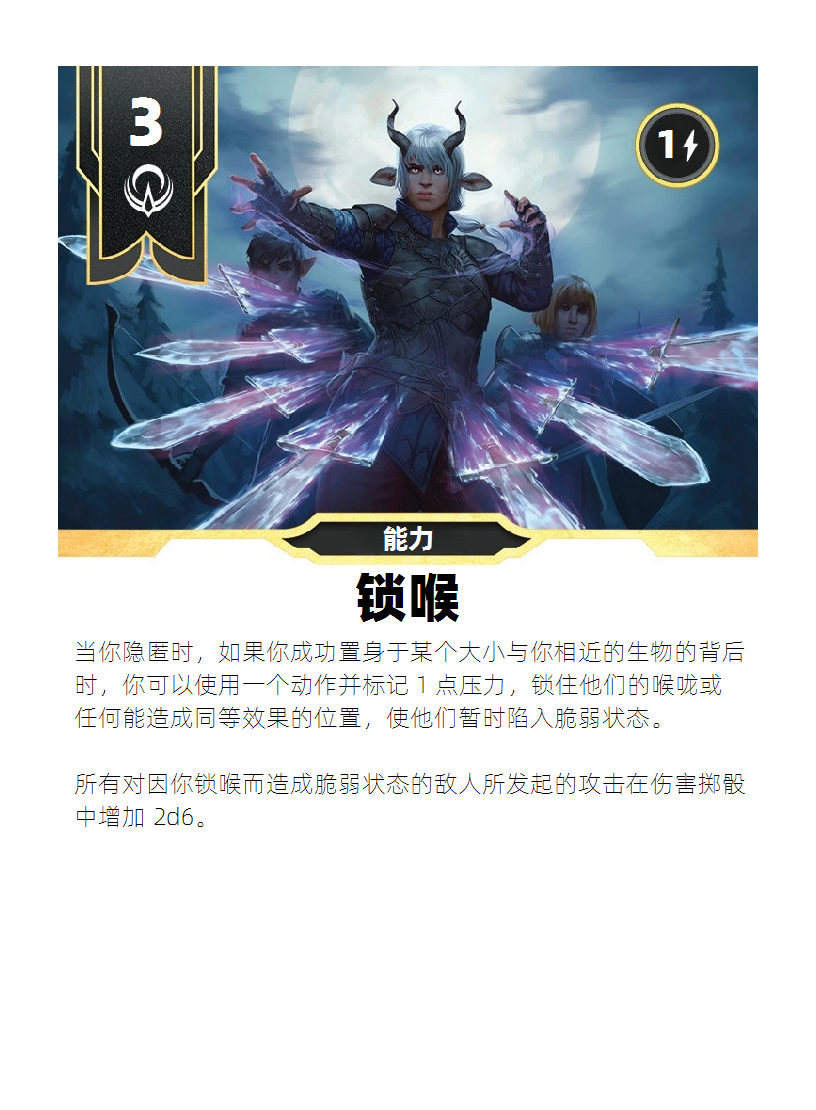 3
1
能力
锁喉
当你隐匿时，如果你成功置身于某个大小与你相近的生物的背后
时，你可以使用一个动作并标记 1 点压力，锁住他们的喉咙或
任何能造成同等效果的位置，使他们暂时陷入脆弱状态。
所有对因你锁喉而造成脆弱状态的敌人所发起的攻击在伤害掷骰
中增加 2d6。